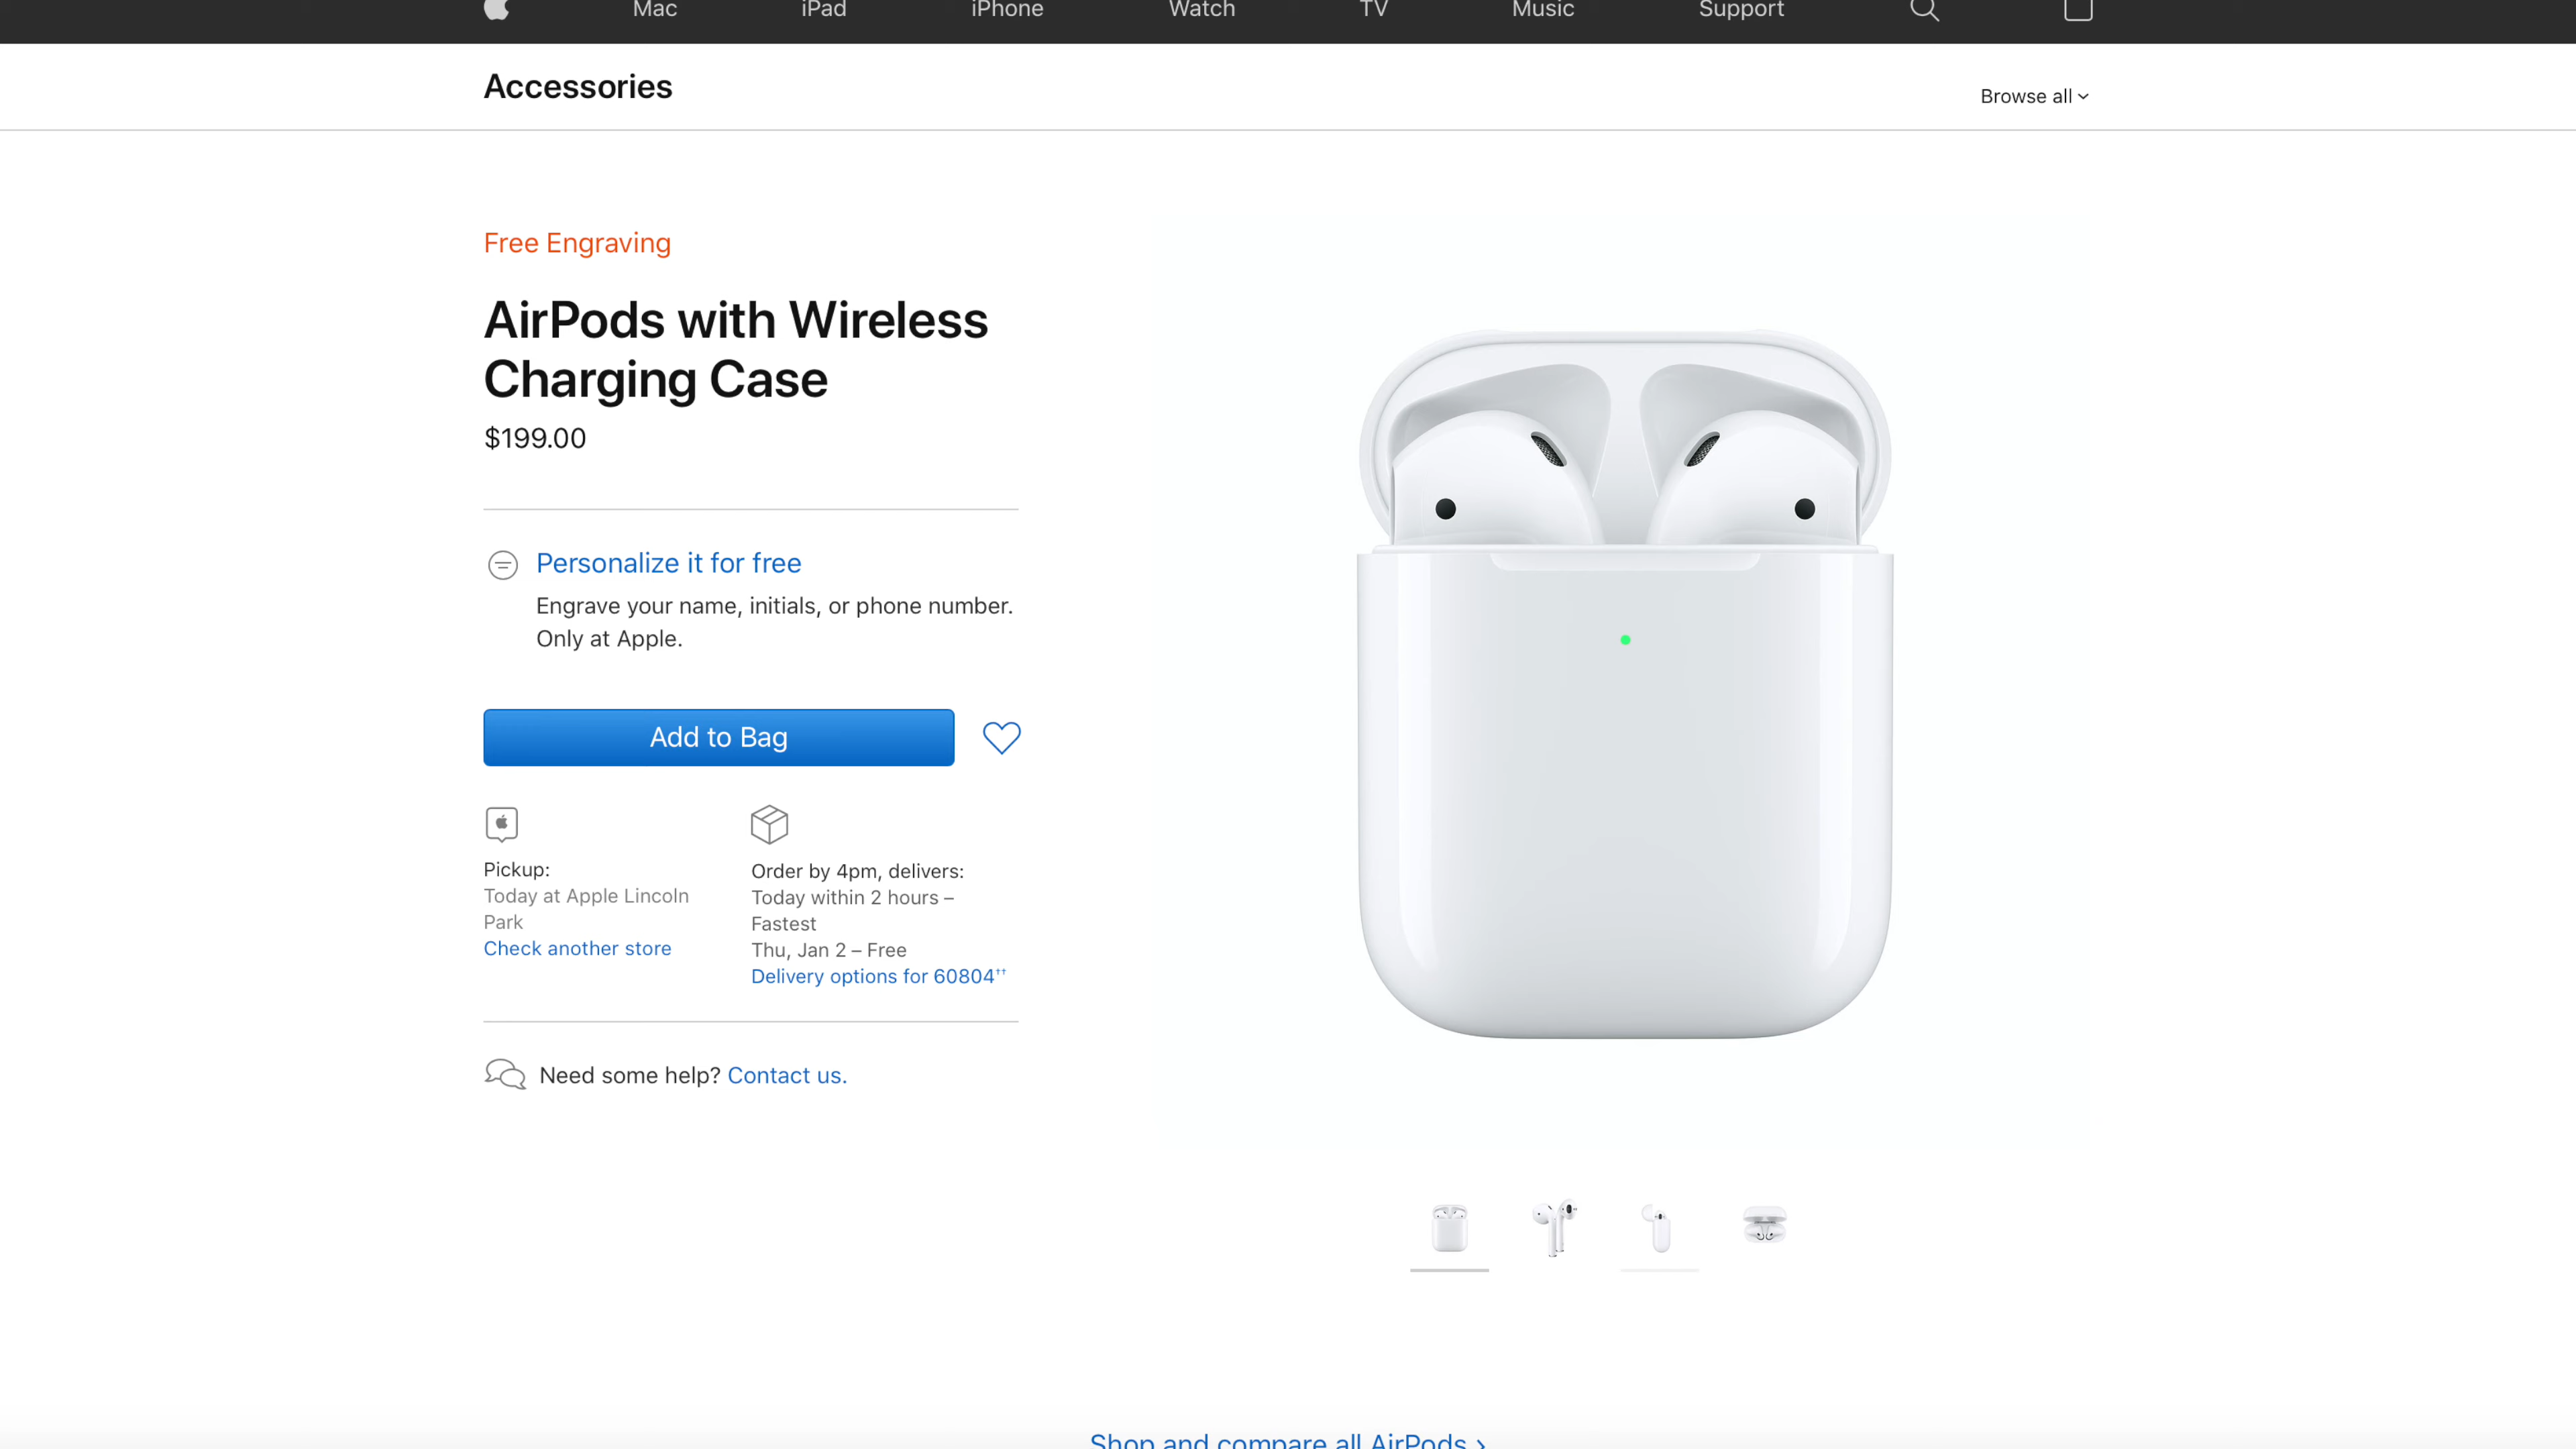 Mac
iPad
iPhone
Watch
TV
Music
Support
Accessories
Browse all
Free Engraving
AirPods with Wireless
Charging Case
$199.00
Personalize it for free
Engrave your name, initials, or phone number.
Only at Apple.
Add to Bag
Pickup:
Today at Apple Lincoln
Park
Check another store
Order by 4pm, delivers:
Today within 2 hours –
Fastest
Thu, Jan 2 – Free
Delivery options for 60804††
Need some help? Contact us.
Shop and compare all AirPods ›